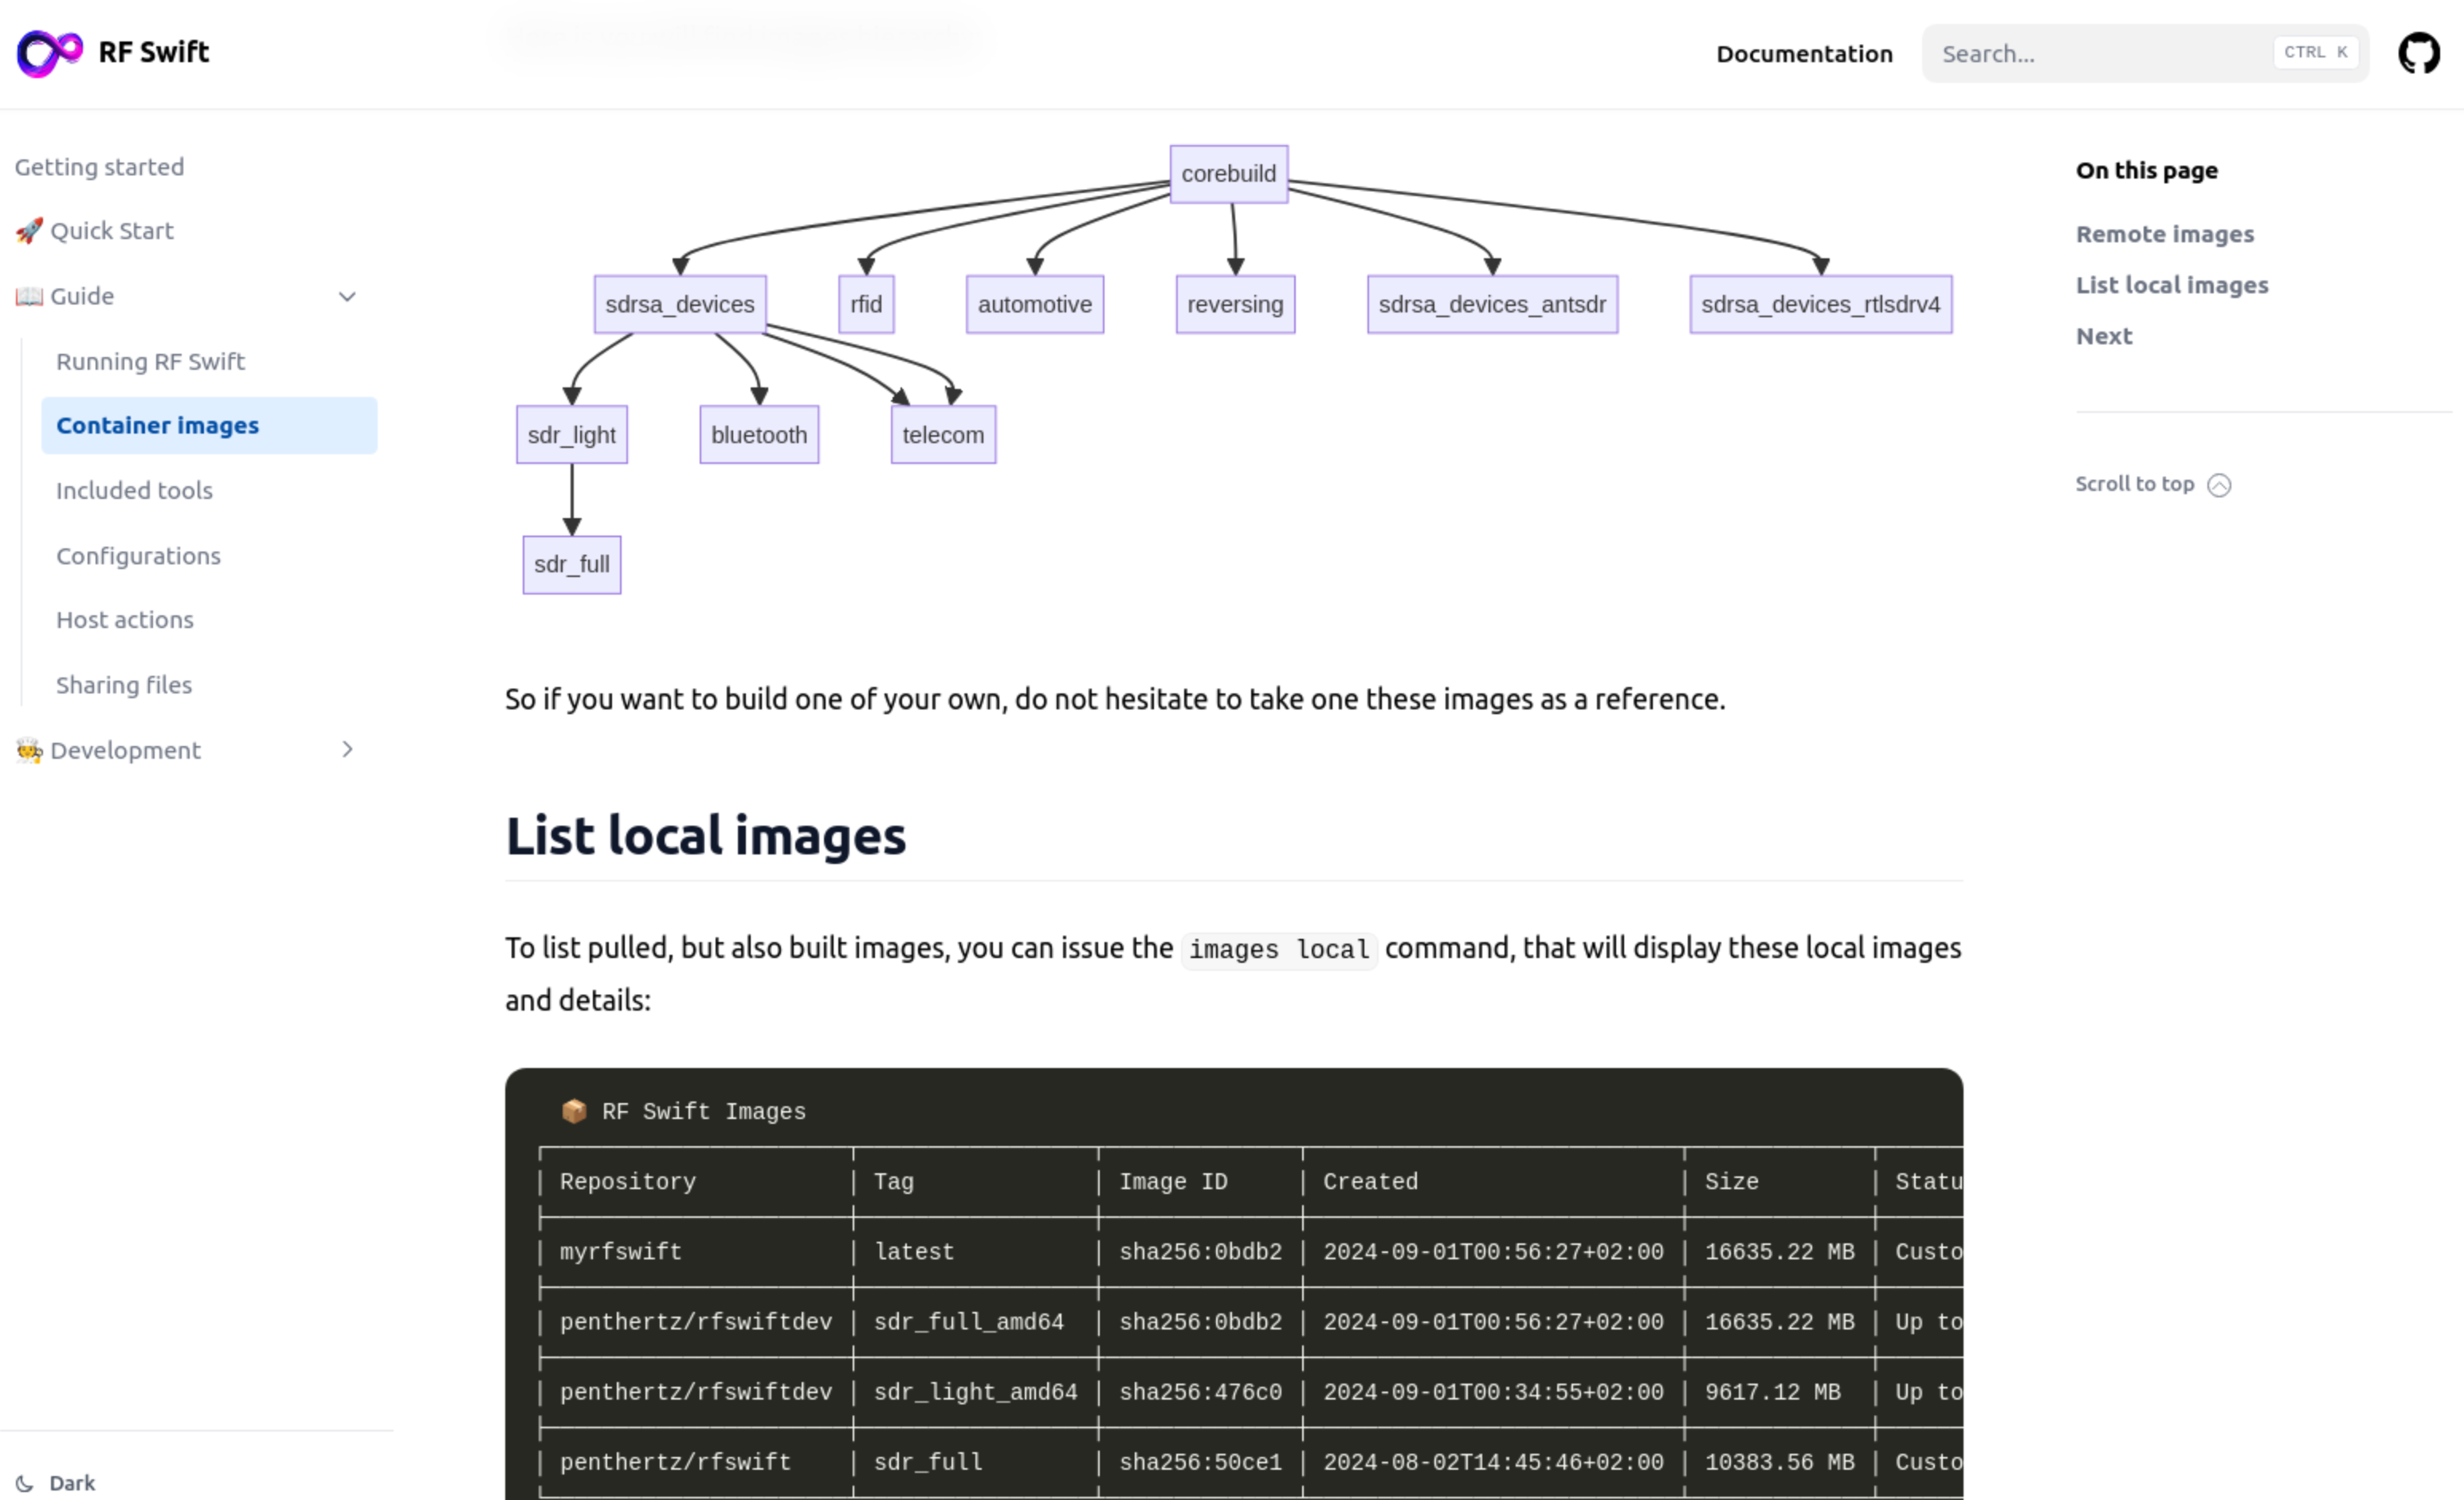 RF Swift
Documentation
Search...
CTRL K
Getting started
🚀 Quick Start
📖 Guide
Running RF Swift
Container images
Included tools
Configurations
Host actions
Sharing files
🧑‍🍳 Development
Dark
corebuild
sdrsa_devices
rfid
automotive
reversing
sdrsa_devices_antsdr
sdrsa_devices_rtlsdrv4
sdr_light
bluetooth
telecom
sdr_full
So if you want to build one of your own, do not hesitate to take one these images as a reference.
List local images
To list pulled, but also built images, you can issue the images local command, that will display these local images
and details:
📦 RF Swift Images
Repository | Tag | Image ID | Created | Size | Statu
myrfswift | latest | sha256:0bdb2 | 2024-09-01T00:56:27+02:00 | 16635.22 MB | Custo
penthertz/rfswiftdev | sdr_full_amd64 | sha256:0bdb2 | 2024-09-01T00:56:27+02:00 | 16635.22 MB | Up to
penthertz/rfswiftdev | sdr_light_amd64 | sha256:476c0 | 2024-09-01T00:34:55+02:00 | 9617.12 MB | Up to
penthertz/rfswift | sdr_full | sha256:50ce1 | 2024-08-02T14:45:46+02:00 | 10383.56 MB | Custo
On this page
Remote images
List local images
Next
Scroll to top